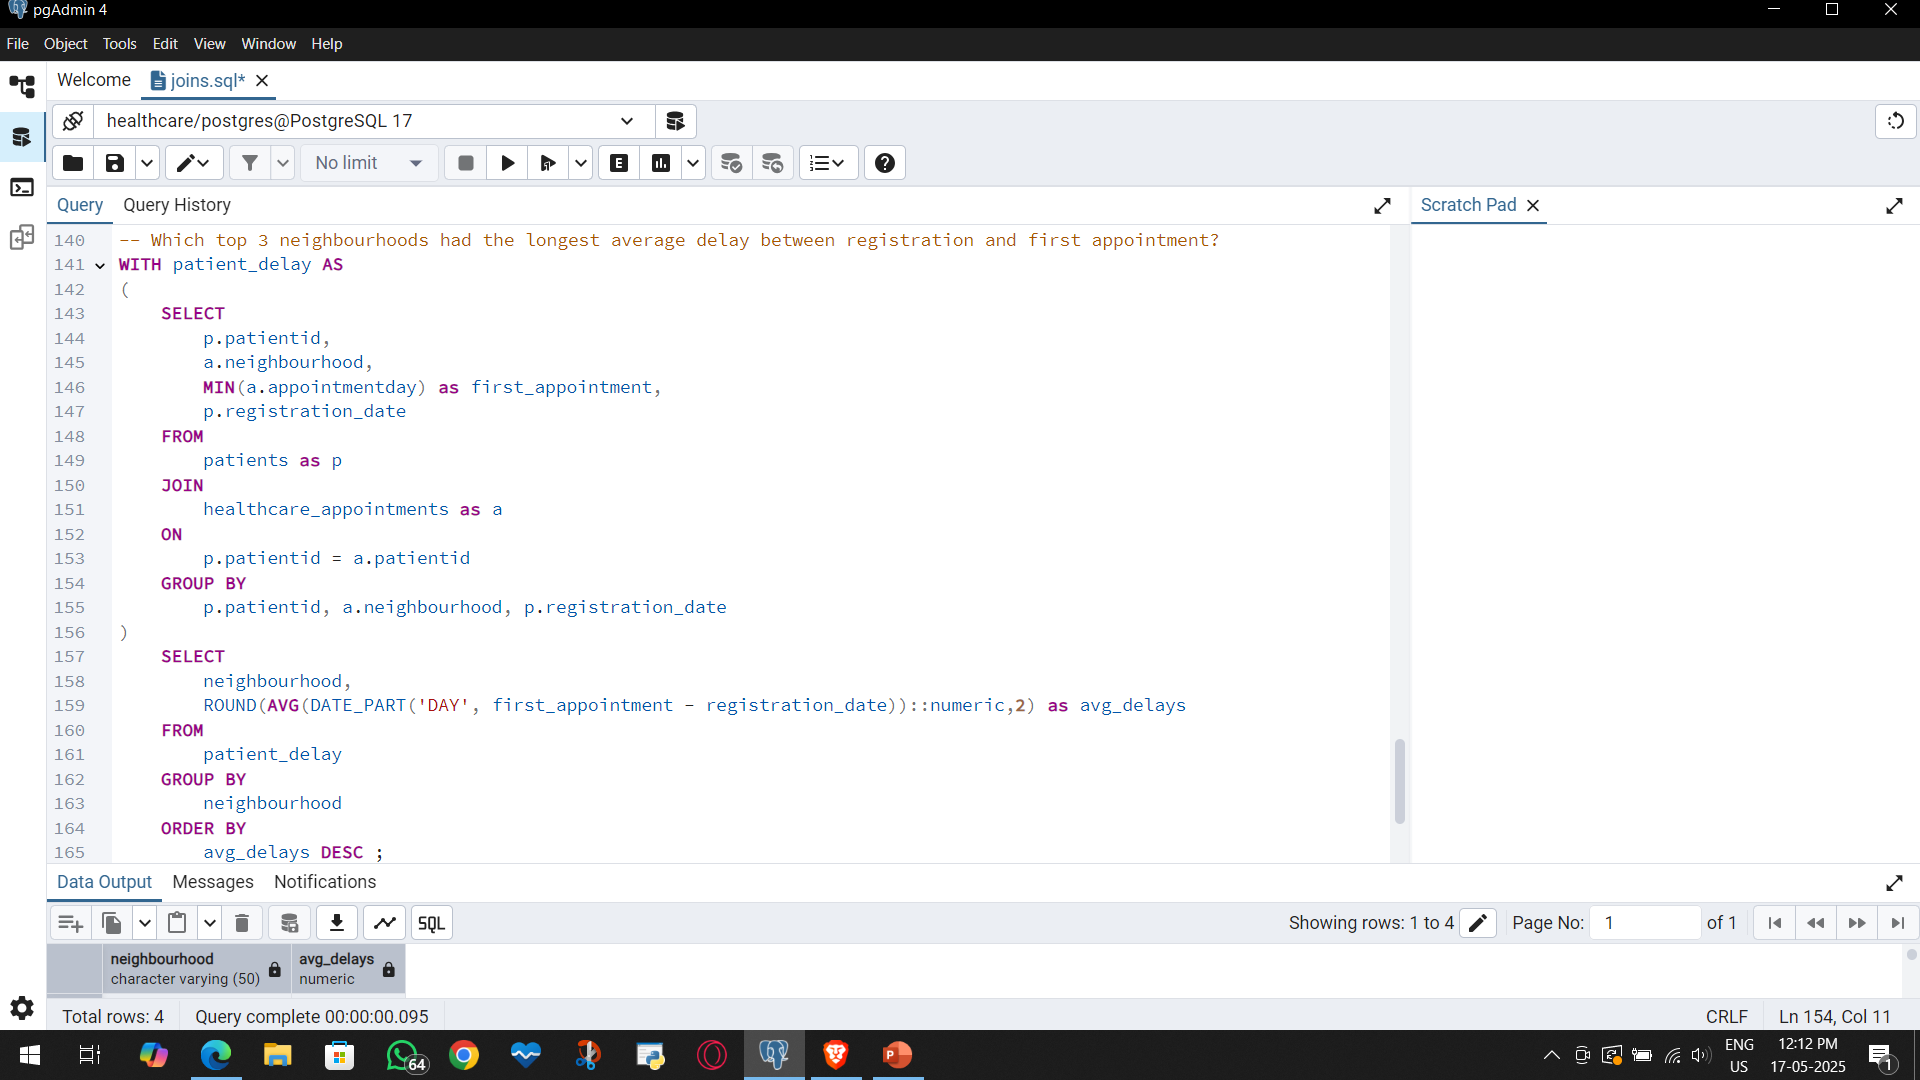 pgAdmin 4
File Object Tools Edit View Window Help
Welcome joins.sql*
healthcare/postgres@PostgreSQL 17
No limit
E
Query Query History
Scratch Pad
140 -- Which top 3 neighbourhoods had the longest average delay between registration and first appointment?
141 WITH patient_delay AS
142 (
143 SELECT
144 p.patientid,
145 a.neighbourhood,
146 MIN(a.appointmentday) as first_appointment,
147 p.registration_date
148 FROM
149 patients as p
150 JOIN
151 healthcare_appointments as a
152 ON
153 p.patientid = a.patientid
154 GROUP BY
155 p.patientid, a.neighbourhood, p.registration_date
156 )
157 SELECT
158 neighbourhood,
159 ROUND(AVG(DATE_PART('DAY', first_appointment - registration_date))::numeric,2) as avg_delays
160 FROM
161 patient_delay
162 GROUP BY
163 neighbourhood
164 ORDER BY
165 avg_delays DESC ;
Data Output Messages Notifications
SQL
Showing rows: 1 to 4 Page No: 1 of 1
neighbourhood avg_delays
character varying (50) numeric
Total rows: 4 Query complete 00:00:00.095 CRLF Ln 154, Col 11
64
P
ENG
US
12:12 PM
17-05-2025
1